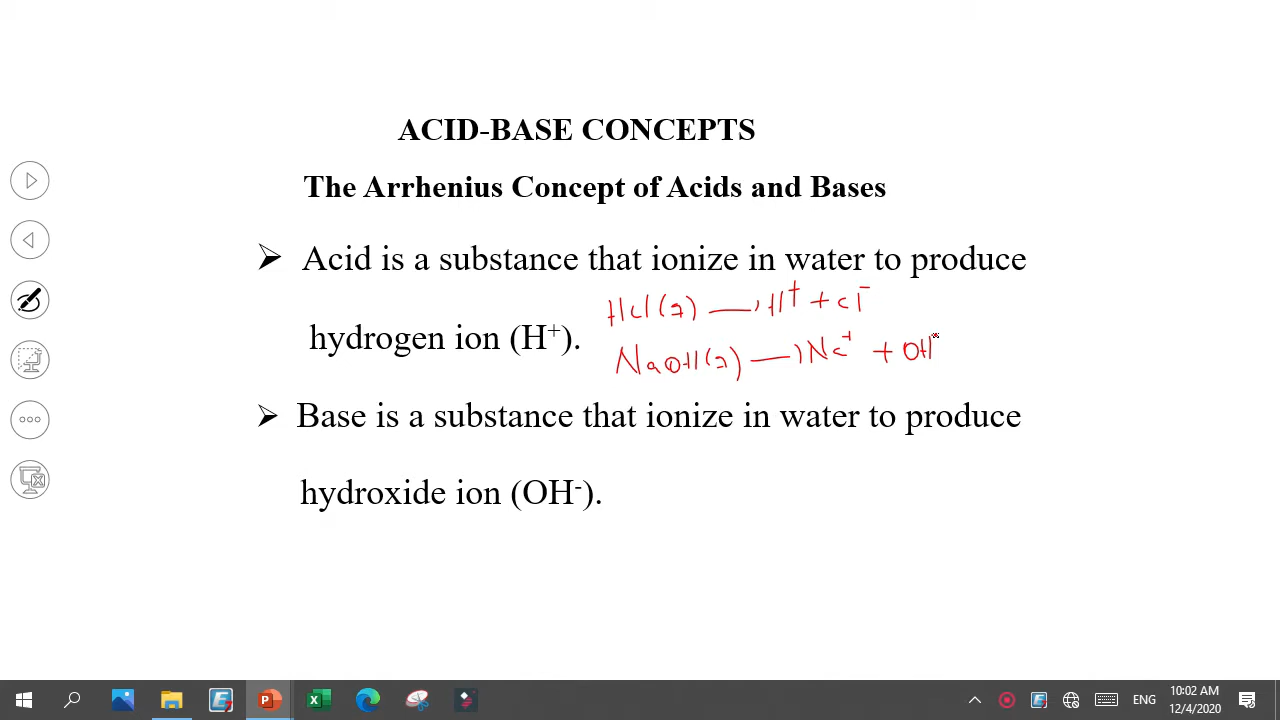 ACID-BASE CONCEPTS
The Arrhenius Concept of Acids and Bases
➢ Acid is a substance that ionize in water to produce
HCl(g) → H⁺ + Cl⁻
hydrogen ion (H⁺).
NaOH(g) → Na⁺ + OH
➢ Base is a substance that ionize in water to produce
hydroxide ion (OH⁻).
ENG
10:02 AM
12/4/2020